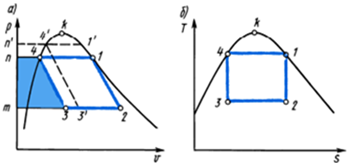 а) p к б) T к
n' 4' 1'
n 4 1 4 1
m 3 3' 2 3 2
v s